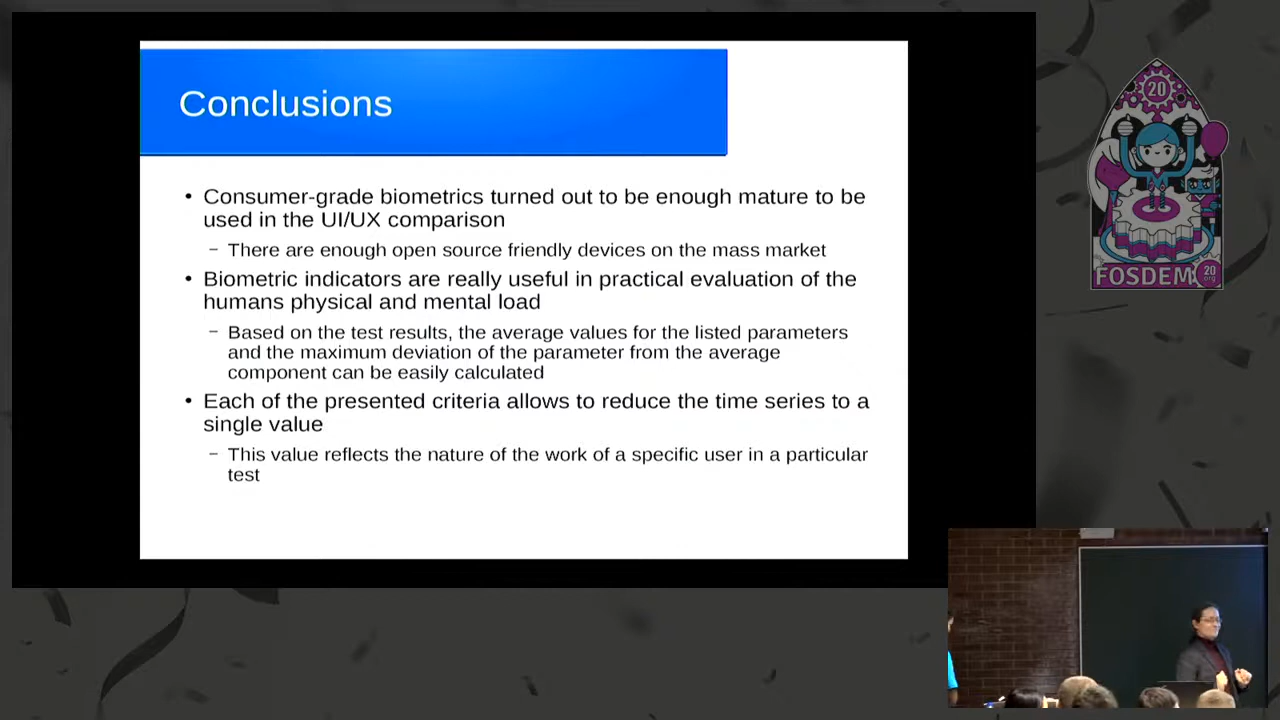 Conclusions
• Consumer-grade biometrics turned out to be enough mature to be
used in the UI/UX comparison
– There are enough open source friendly devices on the mass market
• Biometric indicators are really useful in practical evaluation of the
humans physical and mental load
– Based on the test results, the average values for the listed parameters
and the maximum deviation of the parameter from the average
component can be easily calculated
• Each of the presented criteria allows to reduce the time series to a
single value
– This value reflects the nature of the work of a specific user in a particular
test
20
FOSDEM 20
.org